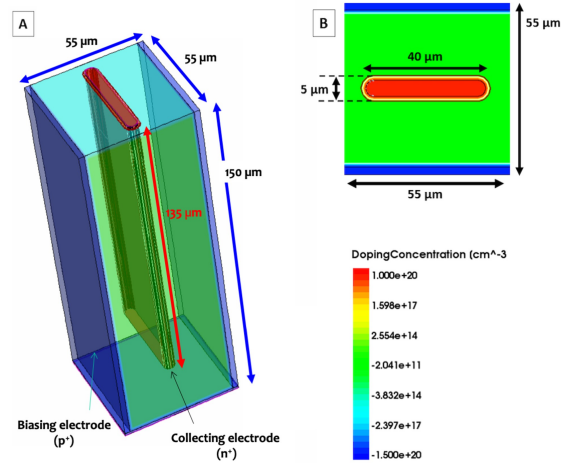 A
55 µm
55 µm
150 µm
135 µm
Biasing electrode
(p⁺)
Collecting electrode
(n⁺)
B
55 µm
40 µm
5 µm
55 µm
DopingConcentration (cm^-3
1.000e+20
1.598e+17
2.554e+14
-2.041e+11
-3.832e+14
-2.397e+17
-1.500e+20